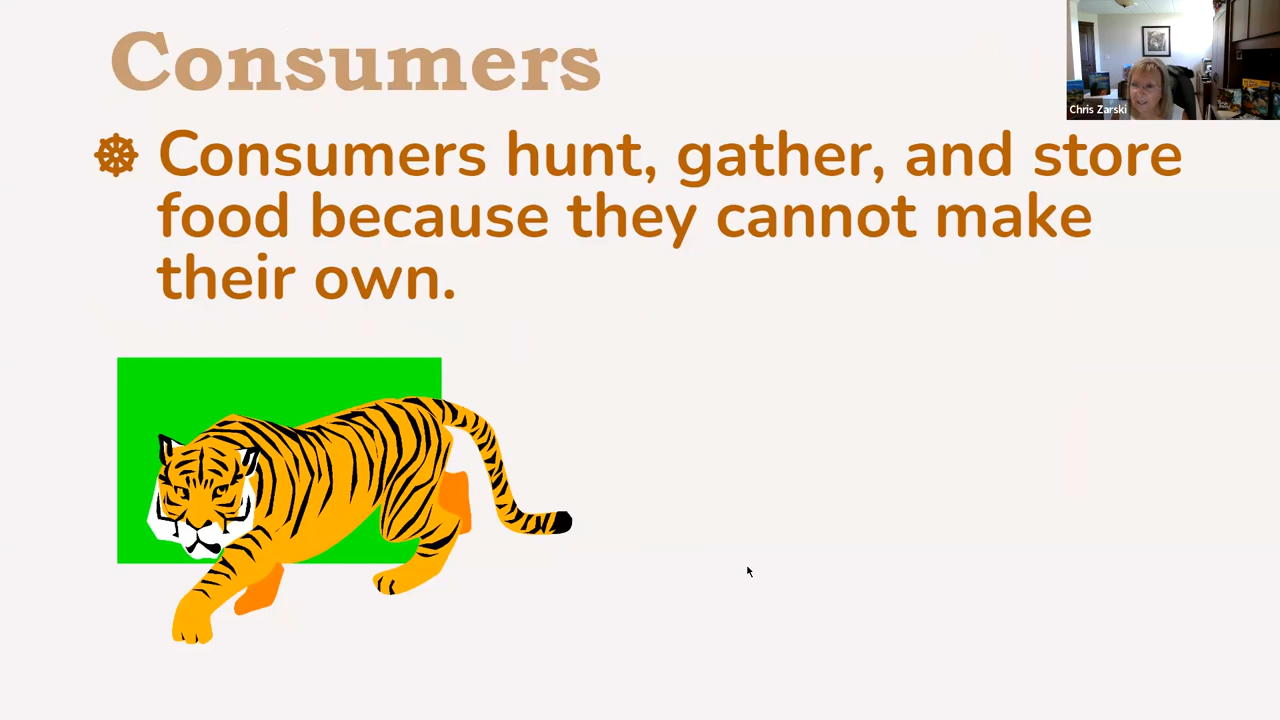 Consumers
Chris Zarski
Consumers hunt, gather, and store
food because they cannot make
their own.